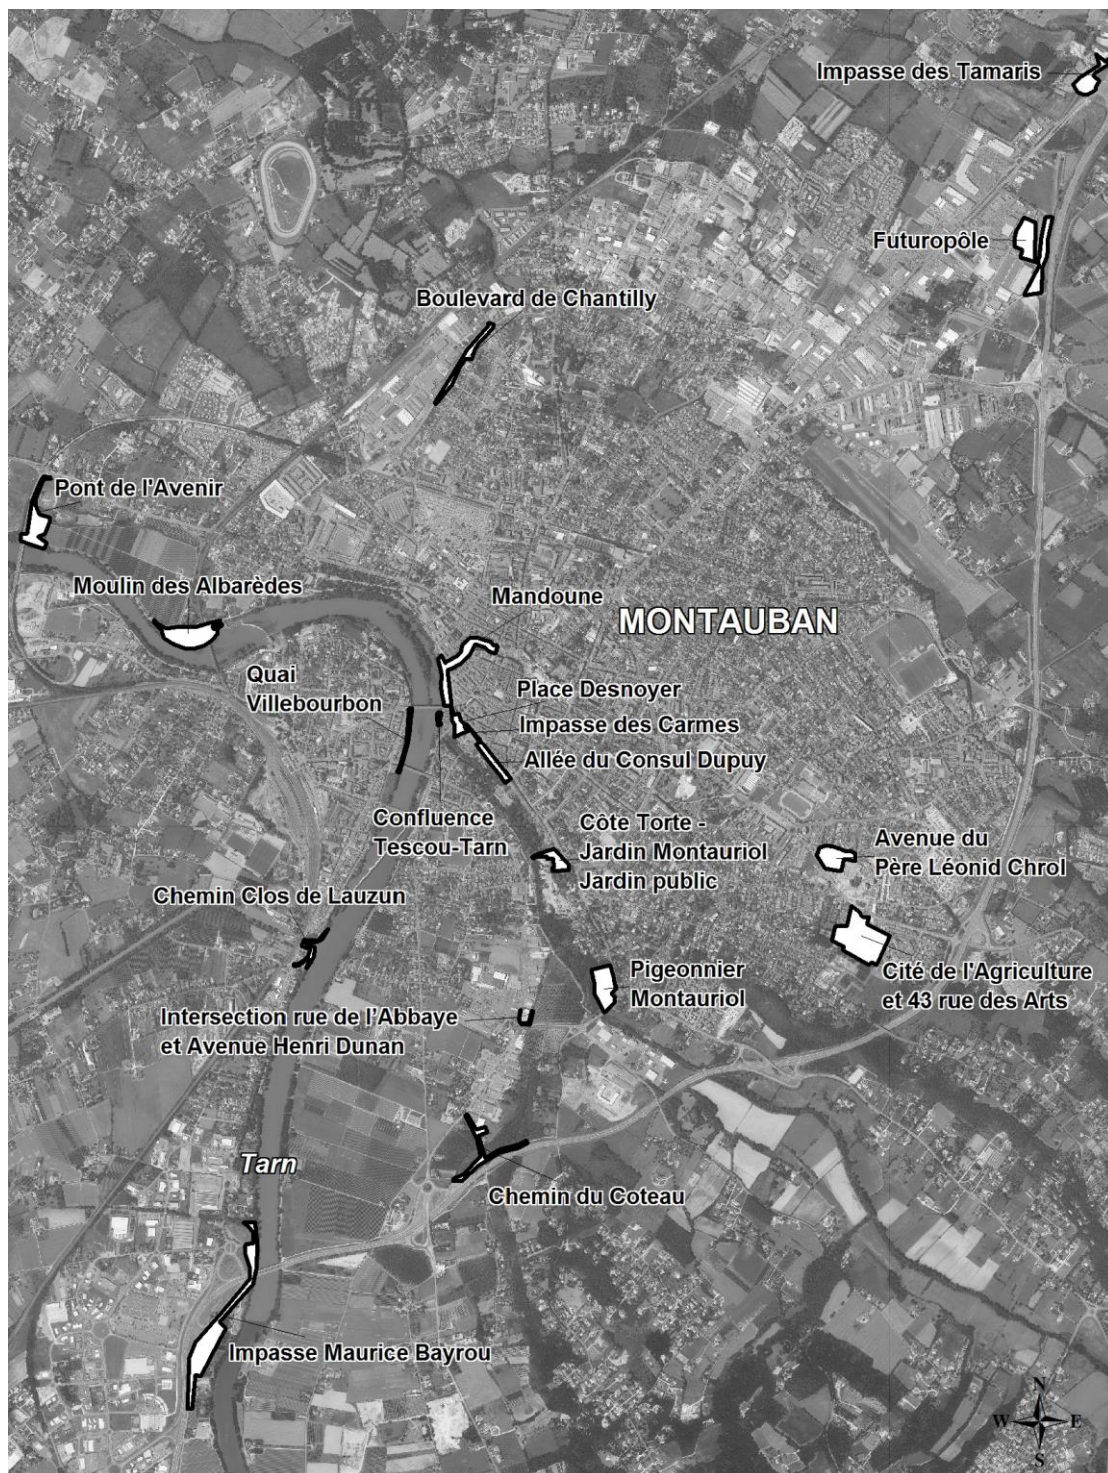 Impasse des Tamaris
Futuropôle
Boulevard de Chantilly
Pont de l'Avenir
Moulin des Albarèdes
Mandoune
MONTAUBAN
Quai
Villebourbon
Place Desnoyer
Impasse des Carmes
Allée du Consul Dupuy
Confluence
Tescou-Tarn
Côte Torte -
Jardin Montauriol
Jardin public
Avenue du
Père Léonid Chrol
Chemin Clos de Lauzun
Pigeonnier
Montauriol
Cité de l'Agriculture
et 43 rue des Arts
Intersection rue de l'Abbaye
et Avenue Henri Dunan
Tarn
Chemin du Coteau
Impasse Maurice Bayrou
N
W E
S